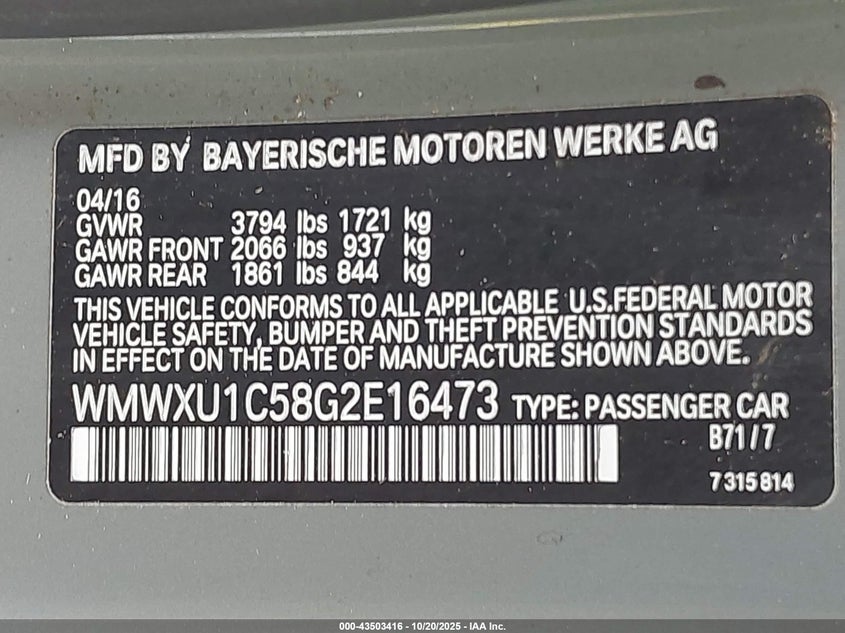 MFD BY BAYERISCHE MOTOREN WERKE AG
04/16
GVWR 3794 lbs 1721 kg
GAWR FRONT 2066 lbs 937 kg
GAWR REAR 1861 lbs 844 kg
THIS VEHICLE CONFORMS TO ALL APPLICABLE U.S.FEDERAL MOTOR
VEHICLE SAFETY, BUMPER AND THEFT PREVENTION STANDARDS
IN EFFECT ON THE DATE OF MANUFACTURE SHOWN ABOVE.
WMWXU1C58G2E16473 TYPE: PASSENGER CAR
B71/7
7 315 814
000-43503416 - 10/20/2025 - IAA Inc.